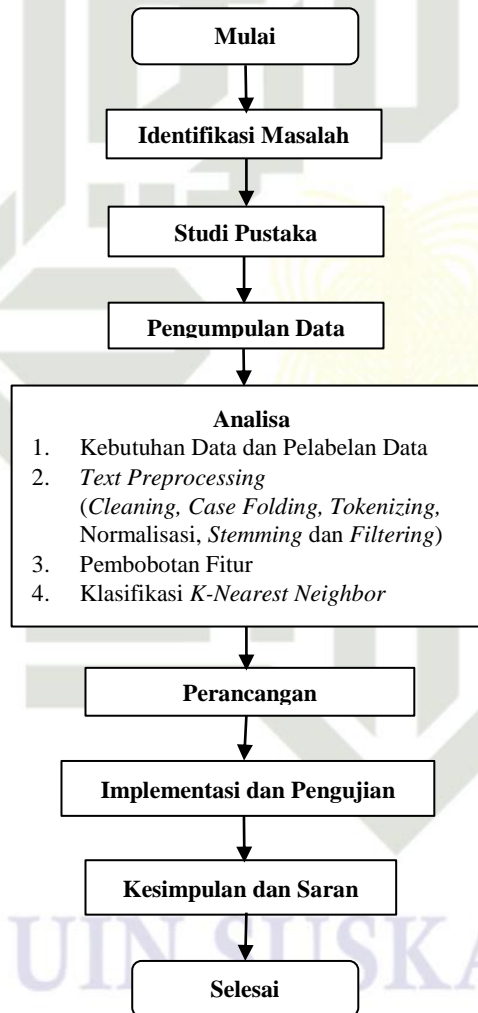 Mulai
Identifikasi Masalah
Studi Pustaka
Pengumpulan Data
Analisa
1. Kebutuhan Data dan Pelabelan Data
2. Text Preprocessing
(Cleaning, Case Folding, Tokenizing,
Normalisasi, Stemming dan Filtering)
3. Pembobotan Fitur
4. Klasifikasi K-Nearest Neighbor
Perancangan
Implementasi dan Pengujian
Kesimpulan dan Saran
UIN SUSKA
Selesai